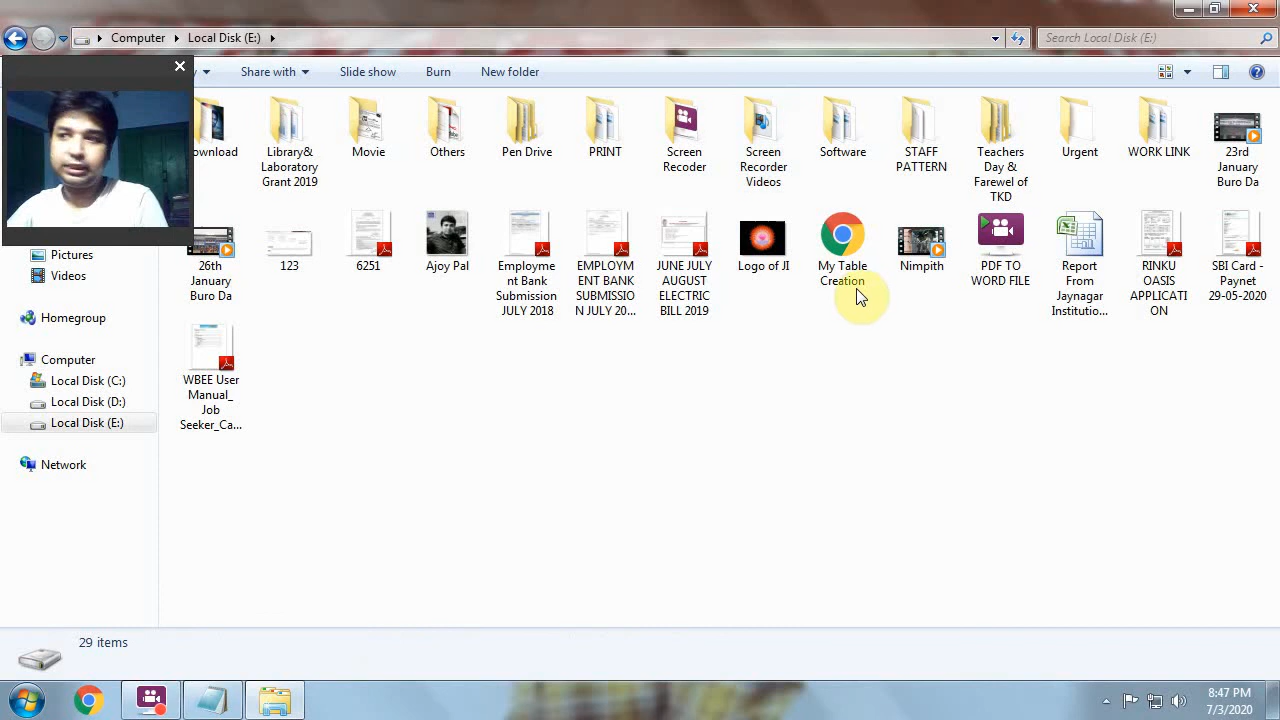 Computer
Local Disk (E:)
Search Local Disk (E:)
Share with
Slide show
Burn
New folder
Library&
Laboratory
Grant 2019
Movie
Others
Pen Drive
PRINT
Screen
Recoder
Screen
Recorder
Videos
Software
STAFF
PATTERN
Teachers
Day &
Farewel of
TKD
Urgent
WORK LINK
23rd
January
Buro Da
26th
January
Buro Da
123
6251
Ajoy Pal
Employme
nt Bank
Submission
JULY 2018
EMPLOYM
ENT BANK
SUBMISSIO
N JULY 20...
JUNE JULY
AUGUST
ELECTRIC
BILL 2019
Logo of JI
My Table
Creation
Nimpith
PDF TO
WORD FILE
Report
From
Jaynagar
Institutio...
RINKU
OASIS
APPLICATI
ON
SBI Card -
Paynet
29-05-2020
WBEE User
Manual_
Job
Seeker_Ca...
Pictures
Videos
Homegroup
Computer
Local Disk (C:)
Local Disk (D:)
Local Disk (E:)
Network
29 items
8:47 PM
7/3/2020